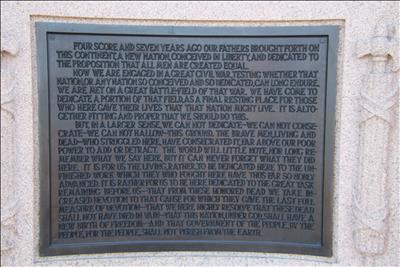 FOUR SCORE AND SEVEN YEARS AGO OUR FATHERS BROUGHT FORTH ON
THIS CONTINENT, A NEW NATION, CONCEIVED IN LIBERTY, AND DEDICATED TO
THE PROPOSITION THAT ALL MEN ARE CREATED EQUAL.
NOW WE ARE ENGAGED IN A GREAT CIVIL WAR, TESTING WHETHER THAT
NATION, OR ANY NATION SO CONCEIVED AND SO DEDICATED, CAN LONG ENDURE.
WE ARE MET ON A GREAT BATTLE-FIELD OF THAT WAR. WE HAVE COME TO
DEDICATE A PORTION OF THAT FIELD, AS A FINAL RESTING PLACE FOR THOSE
WHO HERE GAVE THEIR LIVES THAT THAT NATION MIGHT LIVE. IT IS ALTO-
GETHER FITTING AND PROPER THAT WE SHOULD DO THIS.
BUT, IN A LARGER SENSE, WE CAN NOT DEDICATE—WE CAN NOT CONSE-
CRATE—WE CAN NOT HALLOW—THIS GROUND. THE BRAVE MEN, LIVING AND
DEAD—WHO STRUGGLED HERE, HAVE CONSECRATED IT, FAR ABOVE OUR POOR
POWER TO ADD OR DETRACT. THE WORLD WILL LITTLE NOTE, NOR LONG RE-
MEMBER WHAT WE SAY HERE, BUT IT CAN NEVER FORGET WHAT THEY DID
HERE. IT IS FOR US THE LIVING, RATHER, TO BE DEDICATED HERE TO THE UN-
FINISHED WORK WHICH THEY WHO FOUGHT HERE HAVE THUS FAR SO NOBLY
ADVANCED. IT IS RATHER FOR US TO BE HERE DEDICATED TO THE GREAT TASK
REMAINING BEFORE US—THAT FROM THESE HONORED DEAD WE TAKE IN-
CREASED DEVOTION TO THAT CAUSE FOR WHICH THEY GAVE THE LAST FULL
MEASURE OF DEVOTION—THAT WE HERE HIGHLY RESOLVE THAT THESE DEAD
SHALL NOT HAVE DIED IN VAIN—THAT THIS NATION, UNDER GOD, SHALL HAVE A
NEW BIRTH OF FREEDOM—AND THAT GOVERNMENT OF THE PEOPLE, BY THE
PEOPLE, FOR THE PEOPLE, SHALL NOT PERISH FROM THE EARTH.